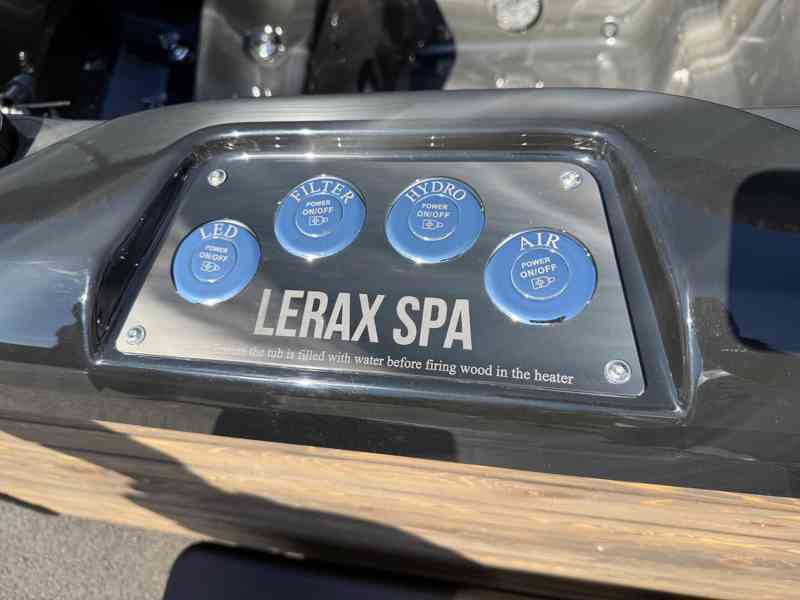 LED
POWER
ON/OFF
FILTER
POWER
ON/OFF
HYDRO
POWER
ON/OFF
AIR
POWER
ON/OFF
LERAX SPA
the tub is filled with water before firing wood in the heater